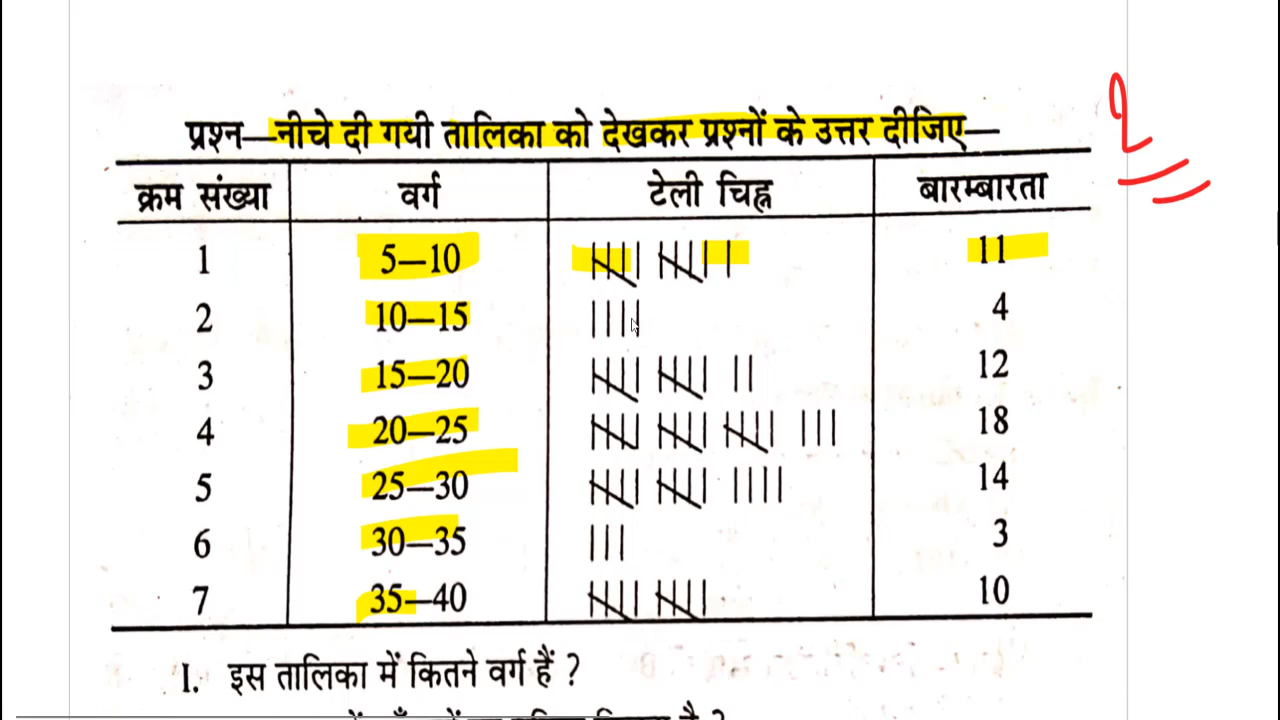 2
प्रश्न—नीचे दी गयी तालिका को देखकर प्रश्नों के उत्तर दीजिए—
क्रम संख्या वर्ग टेली चिह्न बारम्बारता
1 5—10 11
2 10—15 4
3 15—20 12
4 20—25 18
5 25—30 14
6 30—35 3
7 35—40 10
I. इस तालिका में कितने वर्ग हैं ?